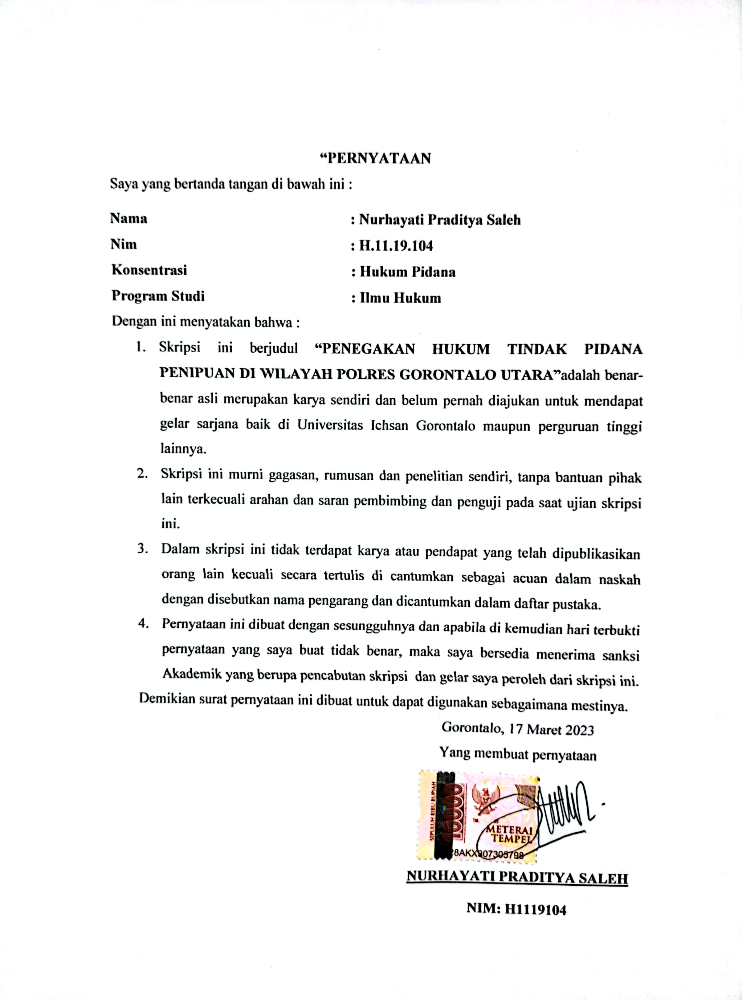 “PERNYATAAN
Saya yang bertanda tangan di bawah ini :
Nama : Nurhayati Praditya Saleh
Nim : H.11.19.104
Konsentrasi : Hukum Pidana
Program Studi : Ilmu Hukum
Dengan ini menyatakan bahwa :
1. Skripsi ini berjudul “PENEGAKAN HUKUM TINDAK PIDANA
PENIPUAN DI WILAYAH POLRES GORONTALO UTARA”adalah benar-
benar asli merupakan karya sendiri dan belum pernah diajukan untuk mendapat
gelar sarjana baik di Universitas Ichsan Gorontalo maupun perguruan tinggi
lainnya.
2. Skripsi ini murni gagasan, rumusan dan penelitian sendiri, tanpa bantuan pihak
lain terkecuali arahan dan saran pembimbing dan penguji pada saat ujian skripsi
ini.
3. Dalam skripsi ini tidak terdapat karya atau pendapat yang telah dipublikasikan
orang lain kecuali secara tertulis di cantumkan sebagai acuan dalam naskah
dengan disebutkan nama pengarang dan dicantumkan dalam daftar pustaka.
4. Pernyataan ini dibuat dengan sesungguhnya dan apabila di kemudian hari terbukti
pernyataan yang saya buat tidak benar, maka saya bersedia menerima sanksi
Akademik yang berupa pencabutan skripsi dan gelar saya peroleh dari skripsi ini.
Demikian surat pernyataan ini dibuat untuk dapat digunakan sebagaimana mestinya.
Gorontalo, 17 Maret 2023
Yang membuat pernyataan
SEPULUH RIBU RUPIAH
10000
TGL. 20
METERAI
TEMPEL
NURHAYATI PRADITYA SALEH
NIM: H1119104